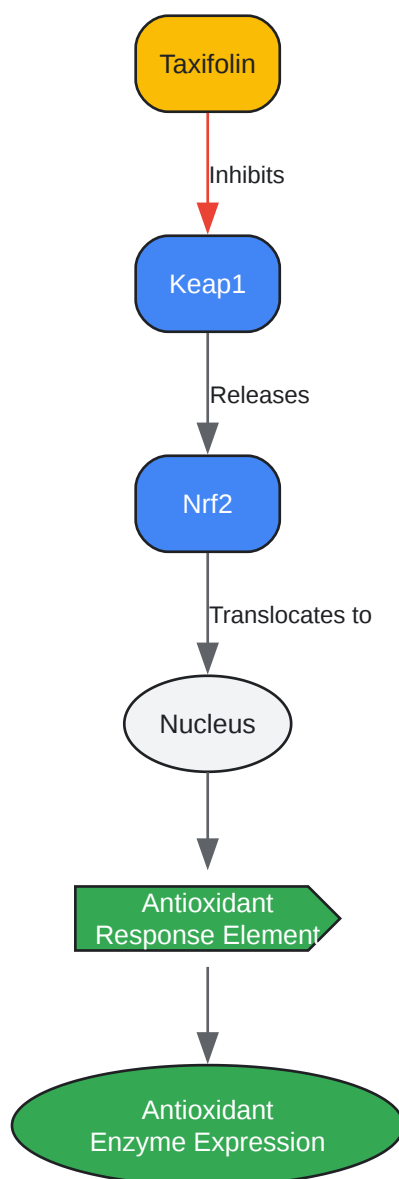 Taxifolin
Inhibits
Keap1
Releases
Nrf2
Translocates to
Nucleus
Antioxidant
Response Element
Antioxidant
Enzyme Expression